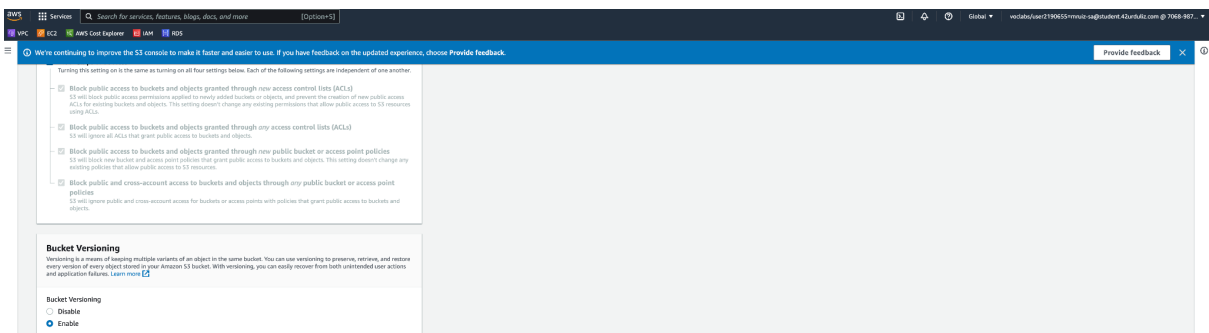 aws
Services
Search for services, features, blogs, docs, and more
[Option+S]
Global
voclabs/user2190655=mruiz-sa@student.42urduliz.com @ 7068-987...
VPC
EC2
AWS Cost Explorer
IAM
RDS
We're continuing to improve the S3 console to make it faster and easier to use. If you have feedback on the updated experience, choose Provide feedback.
Provide feedback
Turning this setting on is the same as turning on all four settings below. Each of the following settings are independent of one another.
Block public access to buckets and objects granted through new access control lists (ACLs)
S3 will block public access permissions applied to newly added buckets or objects, and prevent the creation of new public access
ACLs for existing buckets and objects. This setting doesn't change any existing permissions that allow public access to S3 resources
using ACLs.
Block public access to buckets and objects granted through any access control lists (ACLs)
S3 will ignore all ACLs that grant public access to buckets and objects.
Block public access to buckets and objects granted through new public bucket or access point policies
S3 will block new bucket and access point policies that grant public access to buckets and objects. This setting doesn't change any
existing policies that allow public access to S3 resources.
Block public and cross-account access to buckets and objects through any public bucket or access point
policies
S3 will ignore public and cross-account access for buckets or access points with policies that grant public access to buckets and
objects.
Bucket Versioning
Versioning is a means of keeping multiple variants of an object in the same bucket. You can use versioning to preserve, retrieve, and restore
every version of every object stored in your Amazon S3 bucket. With versioning, you can easily recover from both unintended user actions
and application failures. Learn more
Bucket Versioning
Disable
Enable